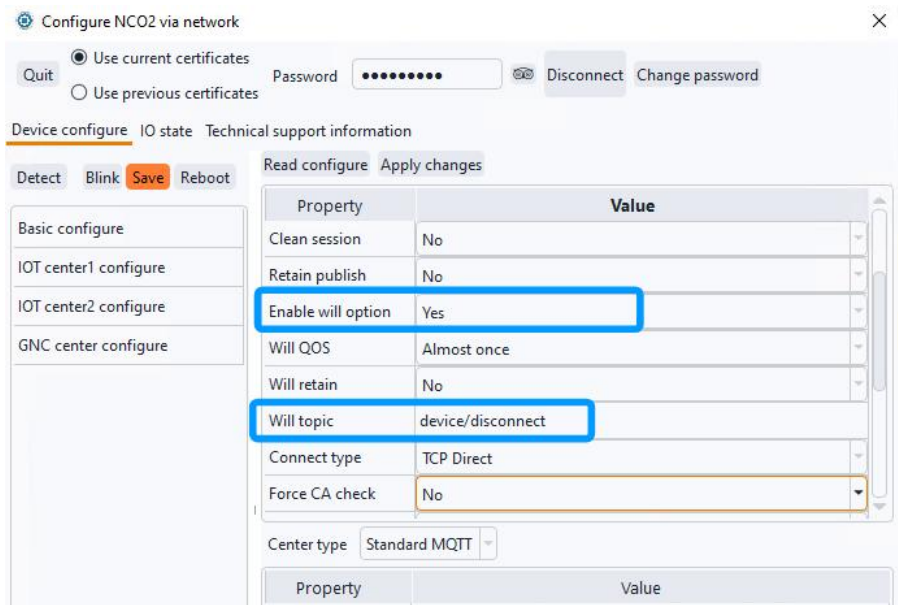 Configure NCO2 via network
Quit
Use current certificates
Use previous certificates
Password
Disconnect
Change password
Device configure IO state Technical support information
Detect Blink Save Reboot
Read configure Apply changes
Basic configure
IOT center1 configure
IOT center2 configure
GNC center configure
Property Value
Clean session No
Retain publish No
Enable will option Yes
Will QOS Almost once
Will retain No
Will topic device/disconnect
Connect type TCP Direct
Force CA check No
Center type Standard MQTT
Property Value